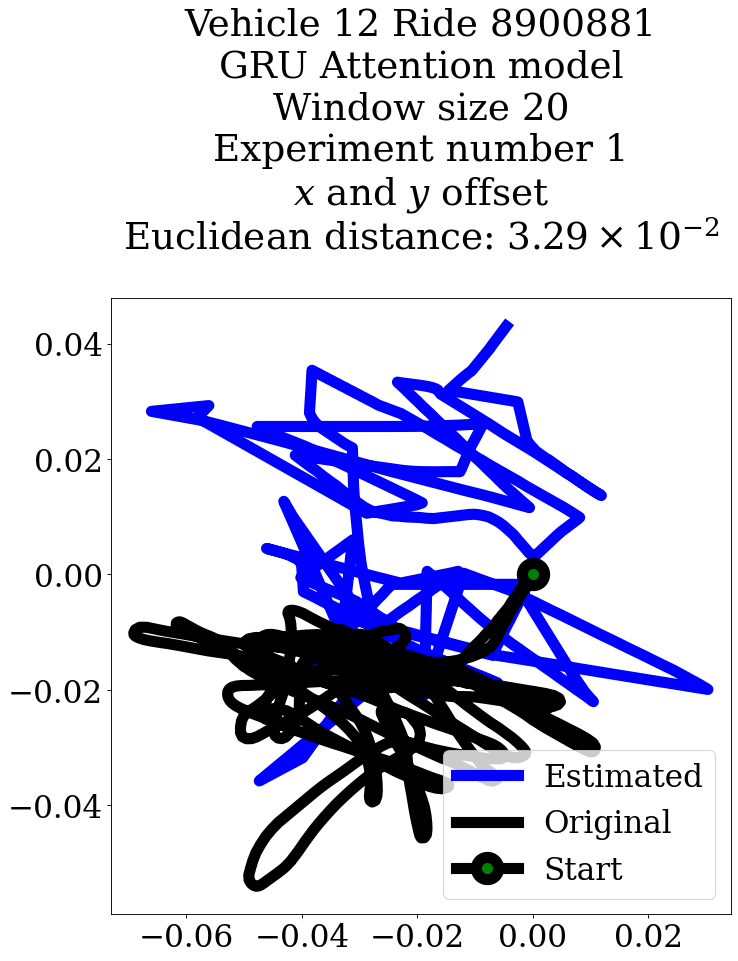 Vehicle 12 Ride 8900881
GRU Attention model
Window size 20
Experiment number 1
x and y offset
Euclidean distance: 3.29 × 10⁻²
0.04
0.02
0.00
−0.02
−0.04
Estimated
Original
Start
−0.06 −0.04 −0.02 0.00 0.02